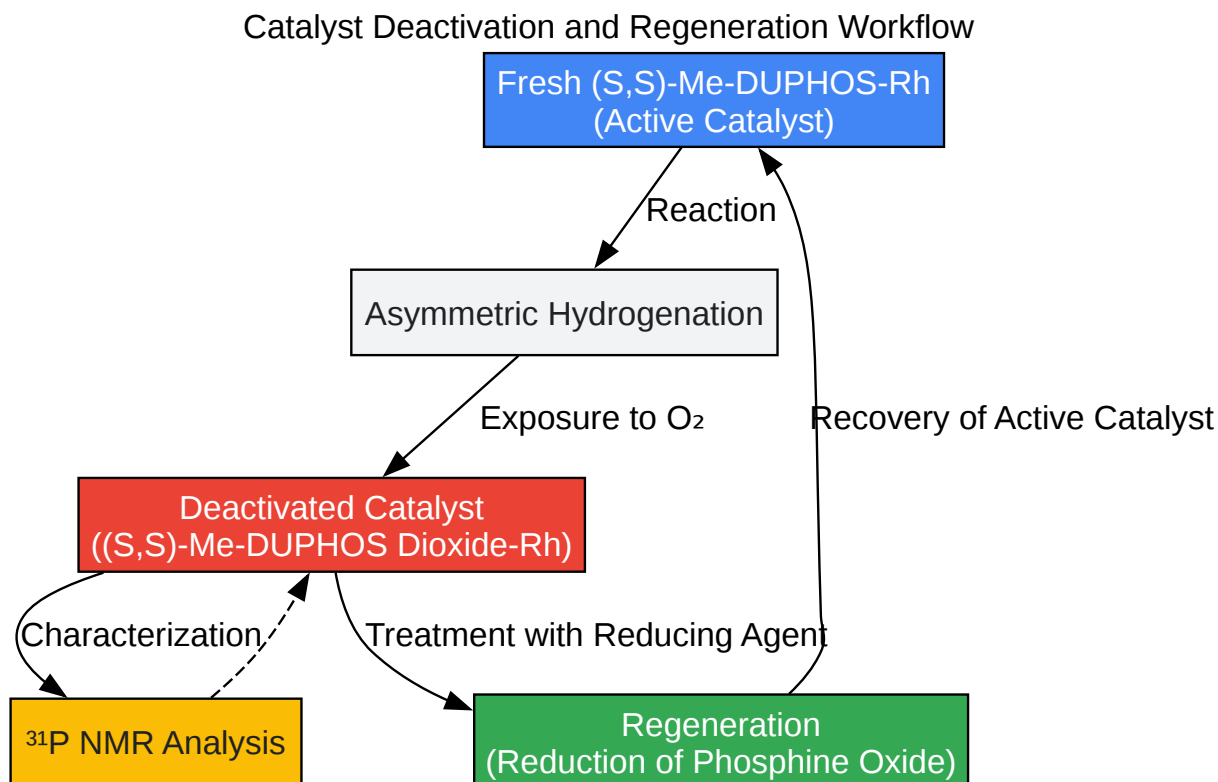 Catalyst Deactivation and Regeneration Workflow
Fresh (S,S)-Me-DUPHOS-Rh
(Active Catalyst)
Reaction
Asymmetric Hydrogenation
Exposure to O₂
Recovery of Active Catalyst
Deactivated Catalyst
((S,S)-Me-DUPHOS Dioxide-Rh)
Characterization
Treatment with Reducing Agent
³¹P NMR Analysis
Regeneration
(Reduction of Phosphine Oxide)